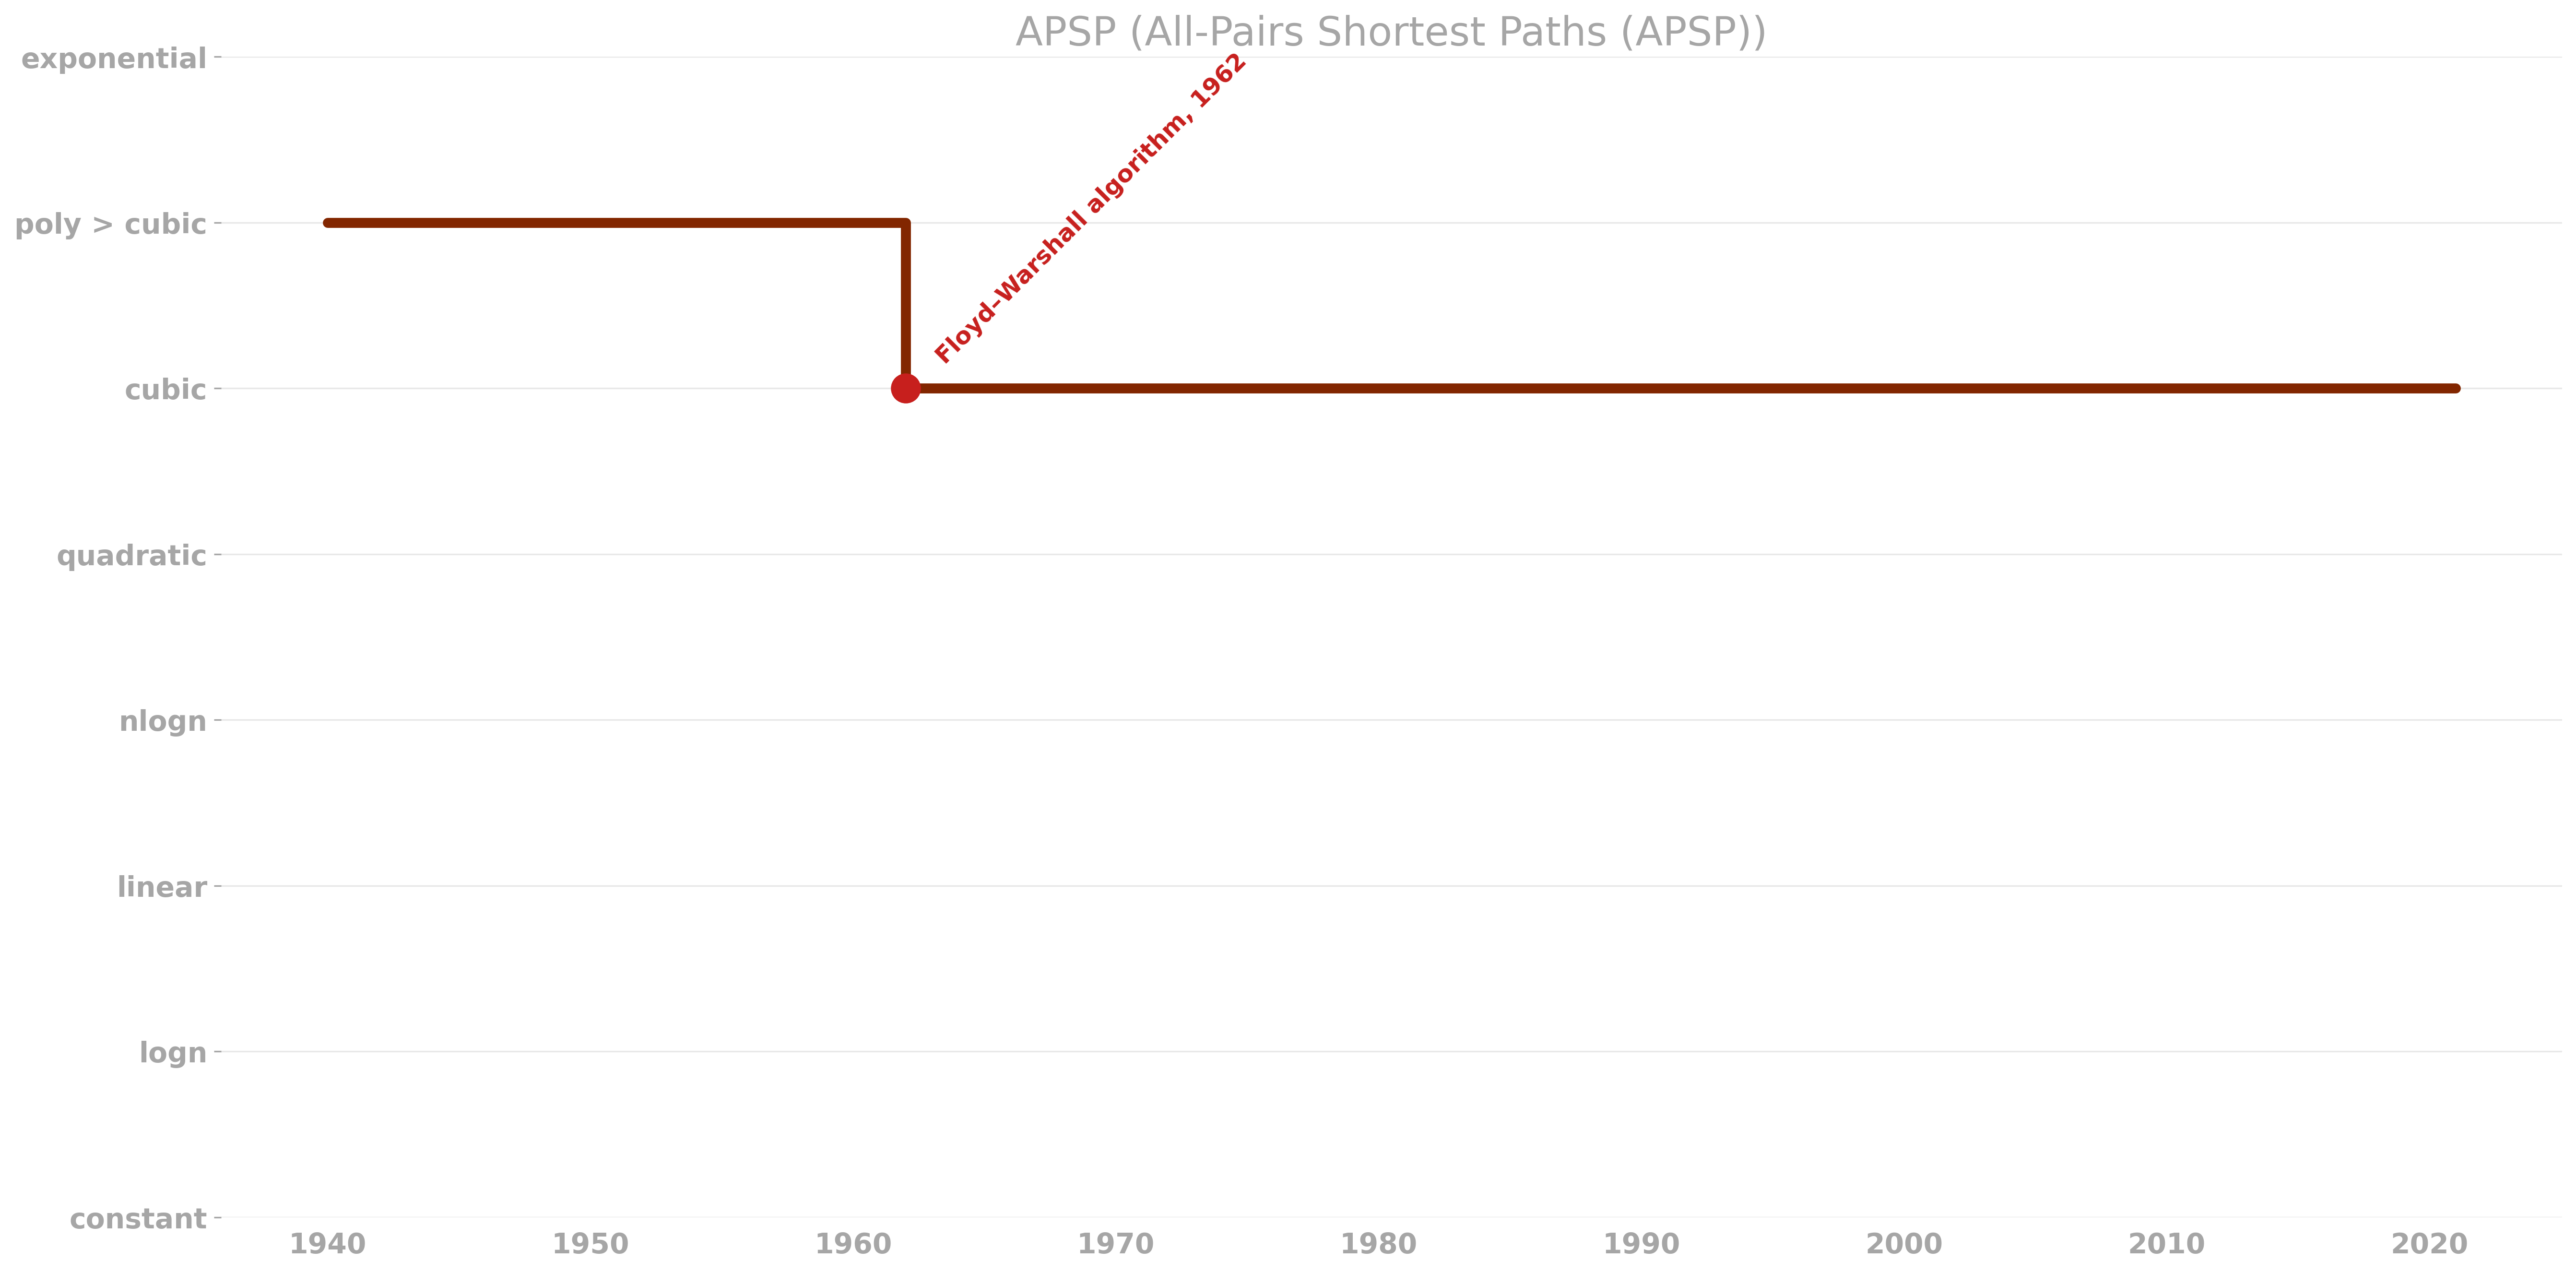 APSP (All-Pairs Shortest Paths (APSP))
exponential
poly > cubic
cubic
quadratic
nlogn
linear
logn
constant
Floyd–Warshall algorithm, 1962
1940 1950 1960 1970 1980 1990 2000 2010 2020